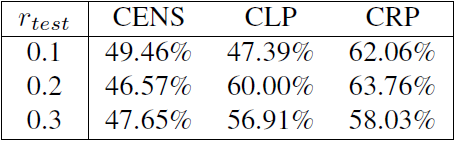 r_test CENS CLP CRP
0.1 49.46% 47.39% 62.06%
0.2 46.57% 60.00% 63.76%
0.3 47.65% 56.91% 58.03%